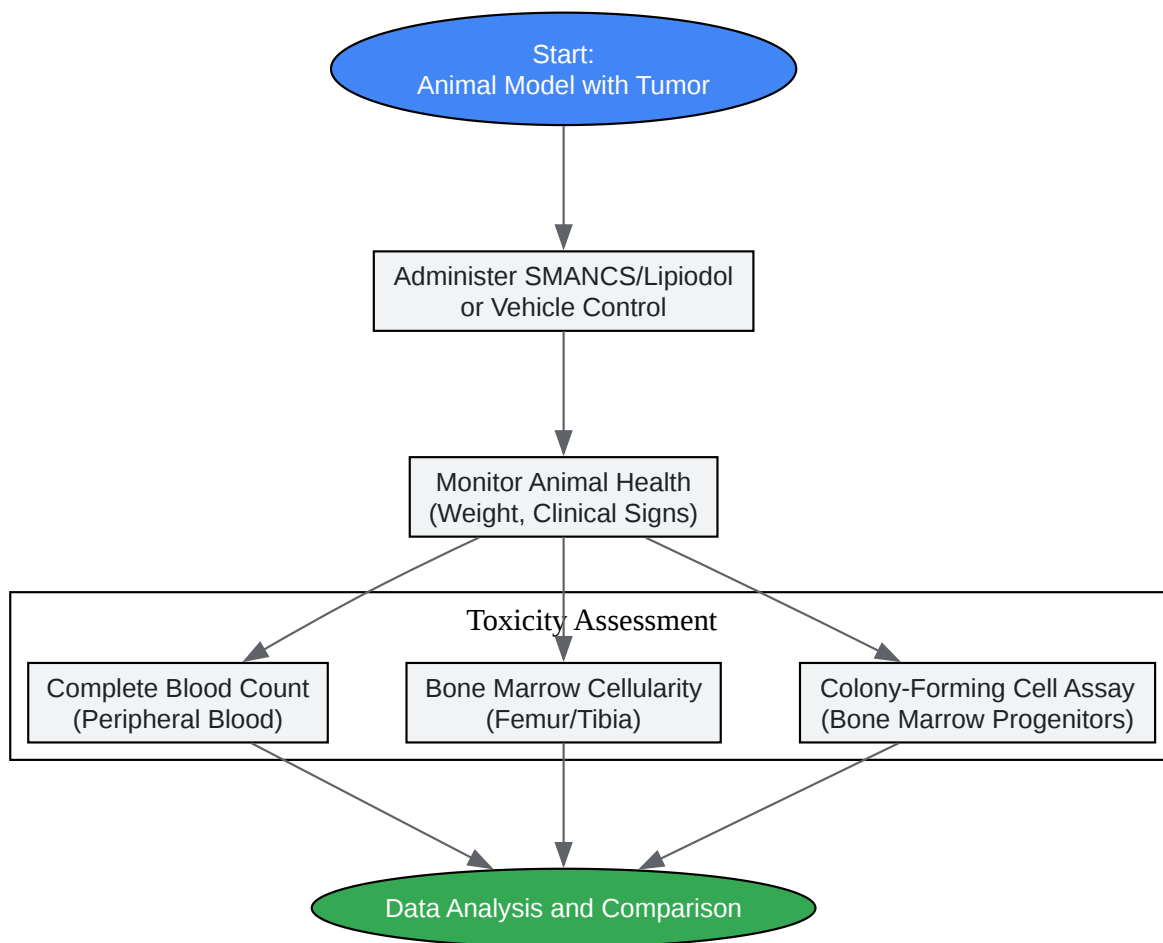 Start:
Animal Model with Tumor
Administer SMANCS/Lipiodol
or Vehicle Control
Monitor Animal Health
(Weight, Clinical Signs)
Toxicity Assessment
Complete Blood Count
(Peripheral Blood)
Bone Marrow Cellularity
(Femur/Tibia)
Colony-Forming Cell Assay
(Bone Marrow Progenitors)
Data Analysis and Comparison